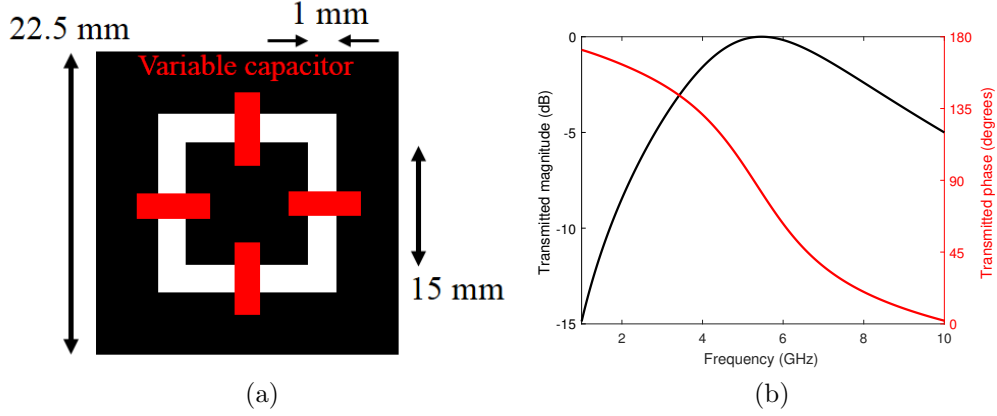 22.5 mm
1 mm
Variable capacitor
15 mm
(a)
Transmitted magnitude (dB)
0
-5
-10
-15
2
4
6
8
10
Frequency (GHz)
180
135
90
45
0
Transmitted phase (degrees)
(b)